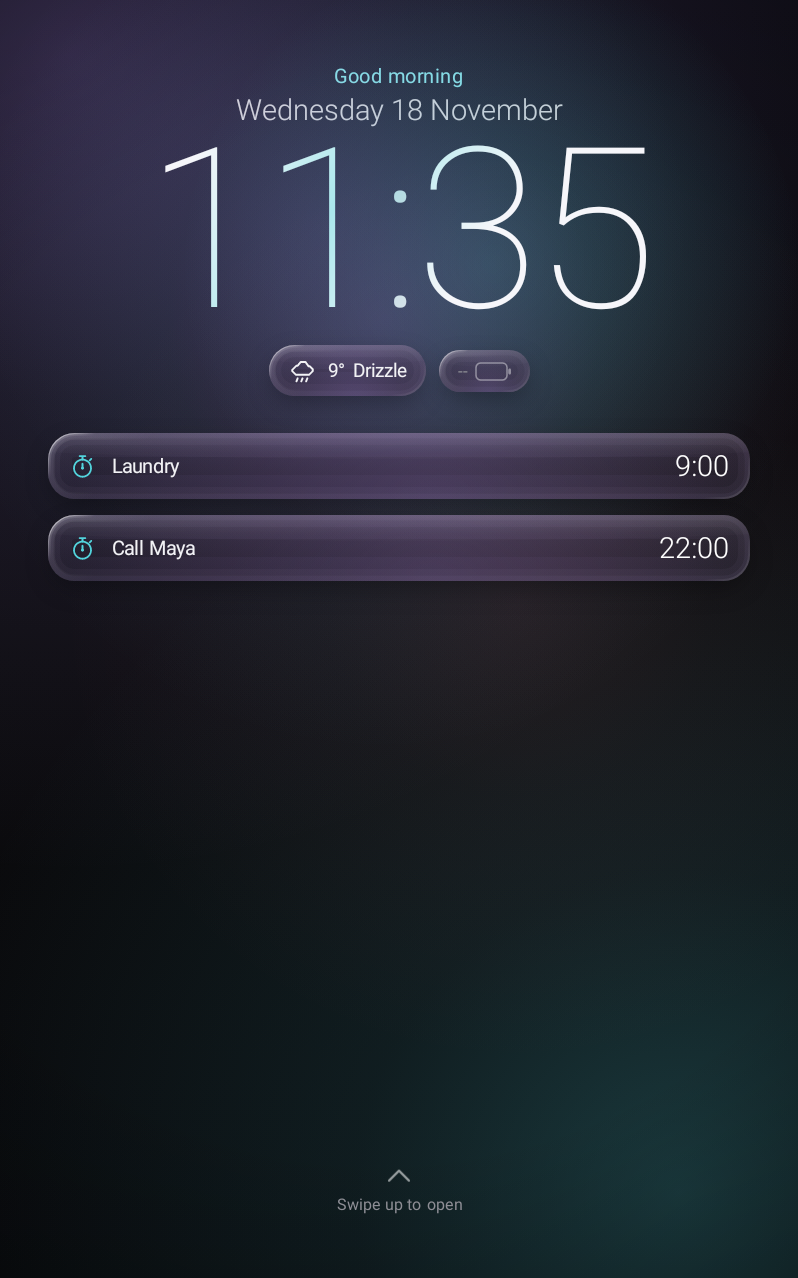 Good morning
Wednesday 18 November
11:35
9° Drizzle
--
Laundry 9:00
Call Maya 22:00
Swipe up to open